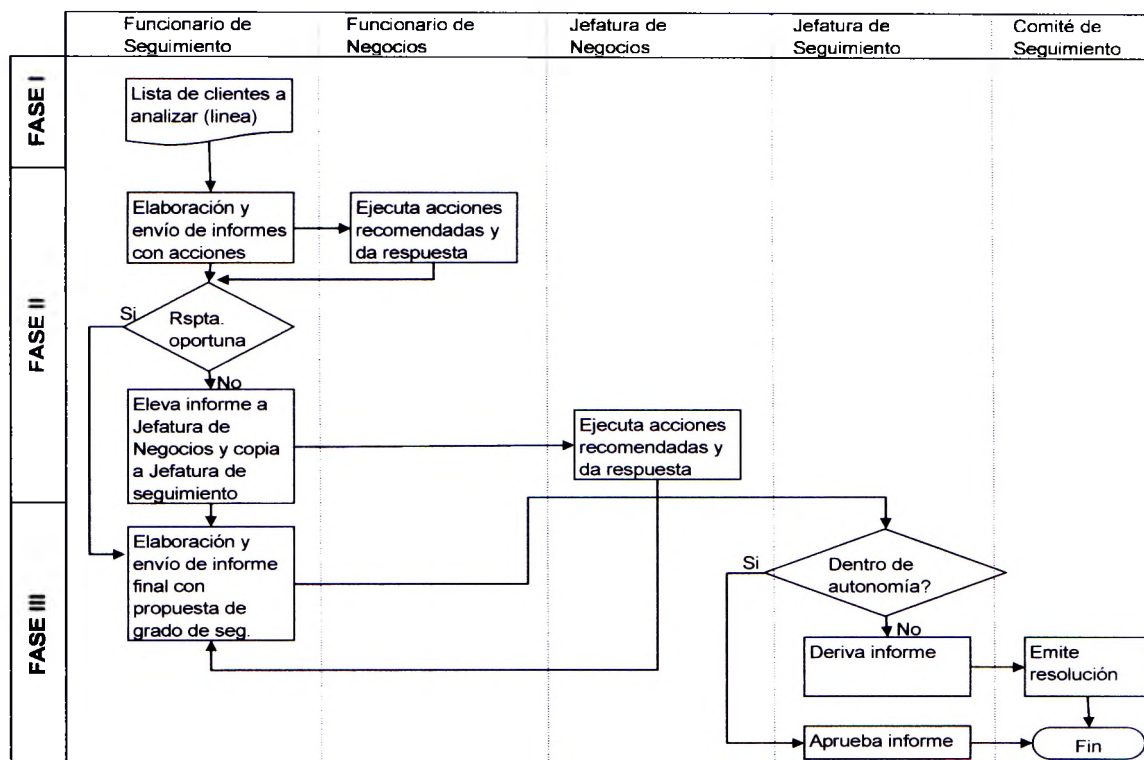 Funcionario de
Seguimiento
Funcionario de
Negocios
Jefatura de
Negocios
Jefatura de
Seguimiento
Comité de
Seguimiento
FASE I
Lista de clientes a
analizar (linea)
FASE II
Elaboración y
envío de informes
con acciones
Ejecuta acciones
recomendadas y
da respuesta
Si
Rspta.
oportuna
No
Eleva informe a
Jefatura de
Negocios y copia
a Jefatura de
seguimiento
Ejecuta acciones
recomendadas y
da respuesta
FASE III
Elaboración y
envío de informe
final con
propuesta de
grado de seg.
Si
Dentro de
autonomía?
No
Deriva informe
Emite
resolución
Aprueba informe
Fin